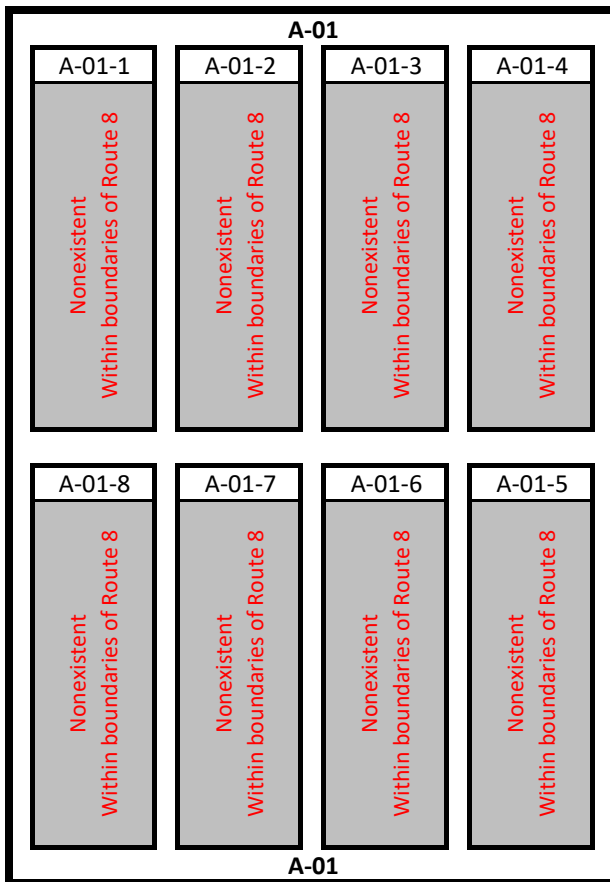 A-01
A-01-1
Nonexistent
Within boundaries of Route 8
A-01-2
Nonexistent
Within boundaries of Route 8
A-01-3
Nonexistent
Within boundaries of Route 8
A-01-4
Nonexistent
Within boundaries of Route 8
A-01-8
Nonexistent
Within boundaries of Route 8
A-01-7
Nonexistent
Within boundaries of Route 8
A-01-6
Nonexistent
Within boundaries of Route 8
A-01-5
Nonexistent
Within boundaries of Route 8
A-01